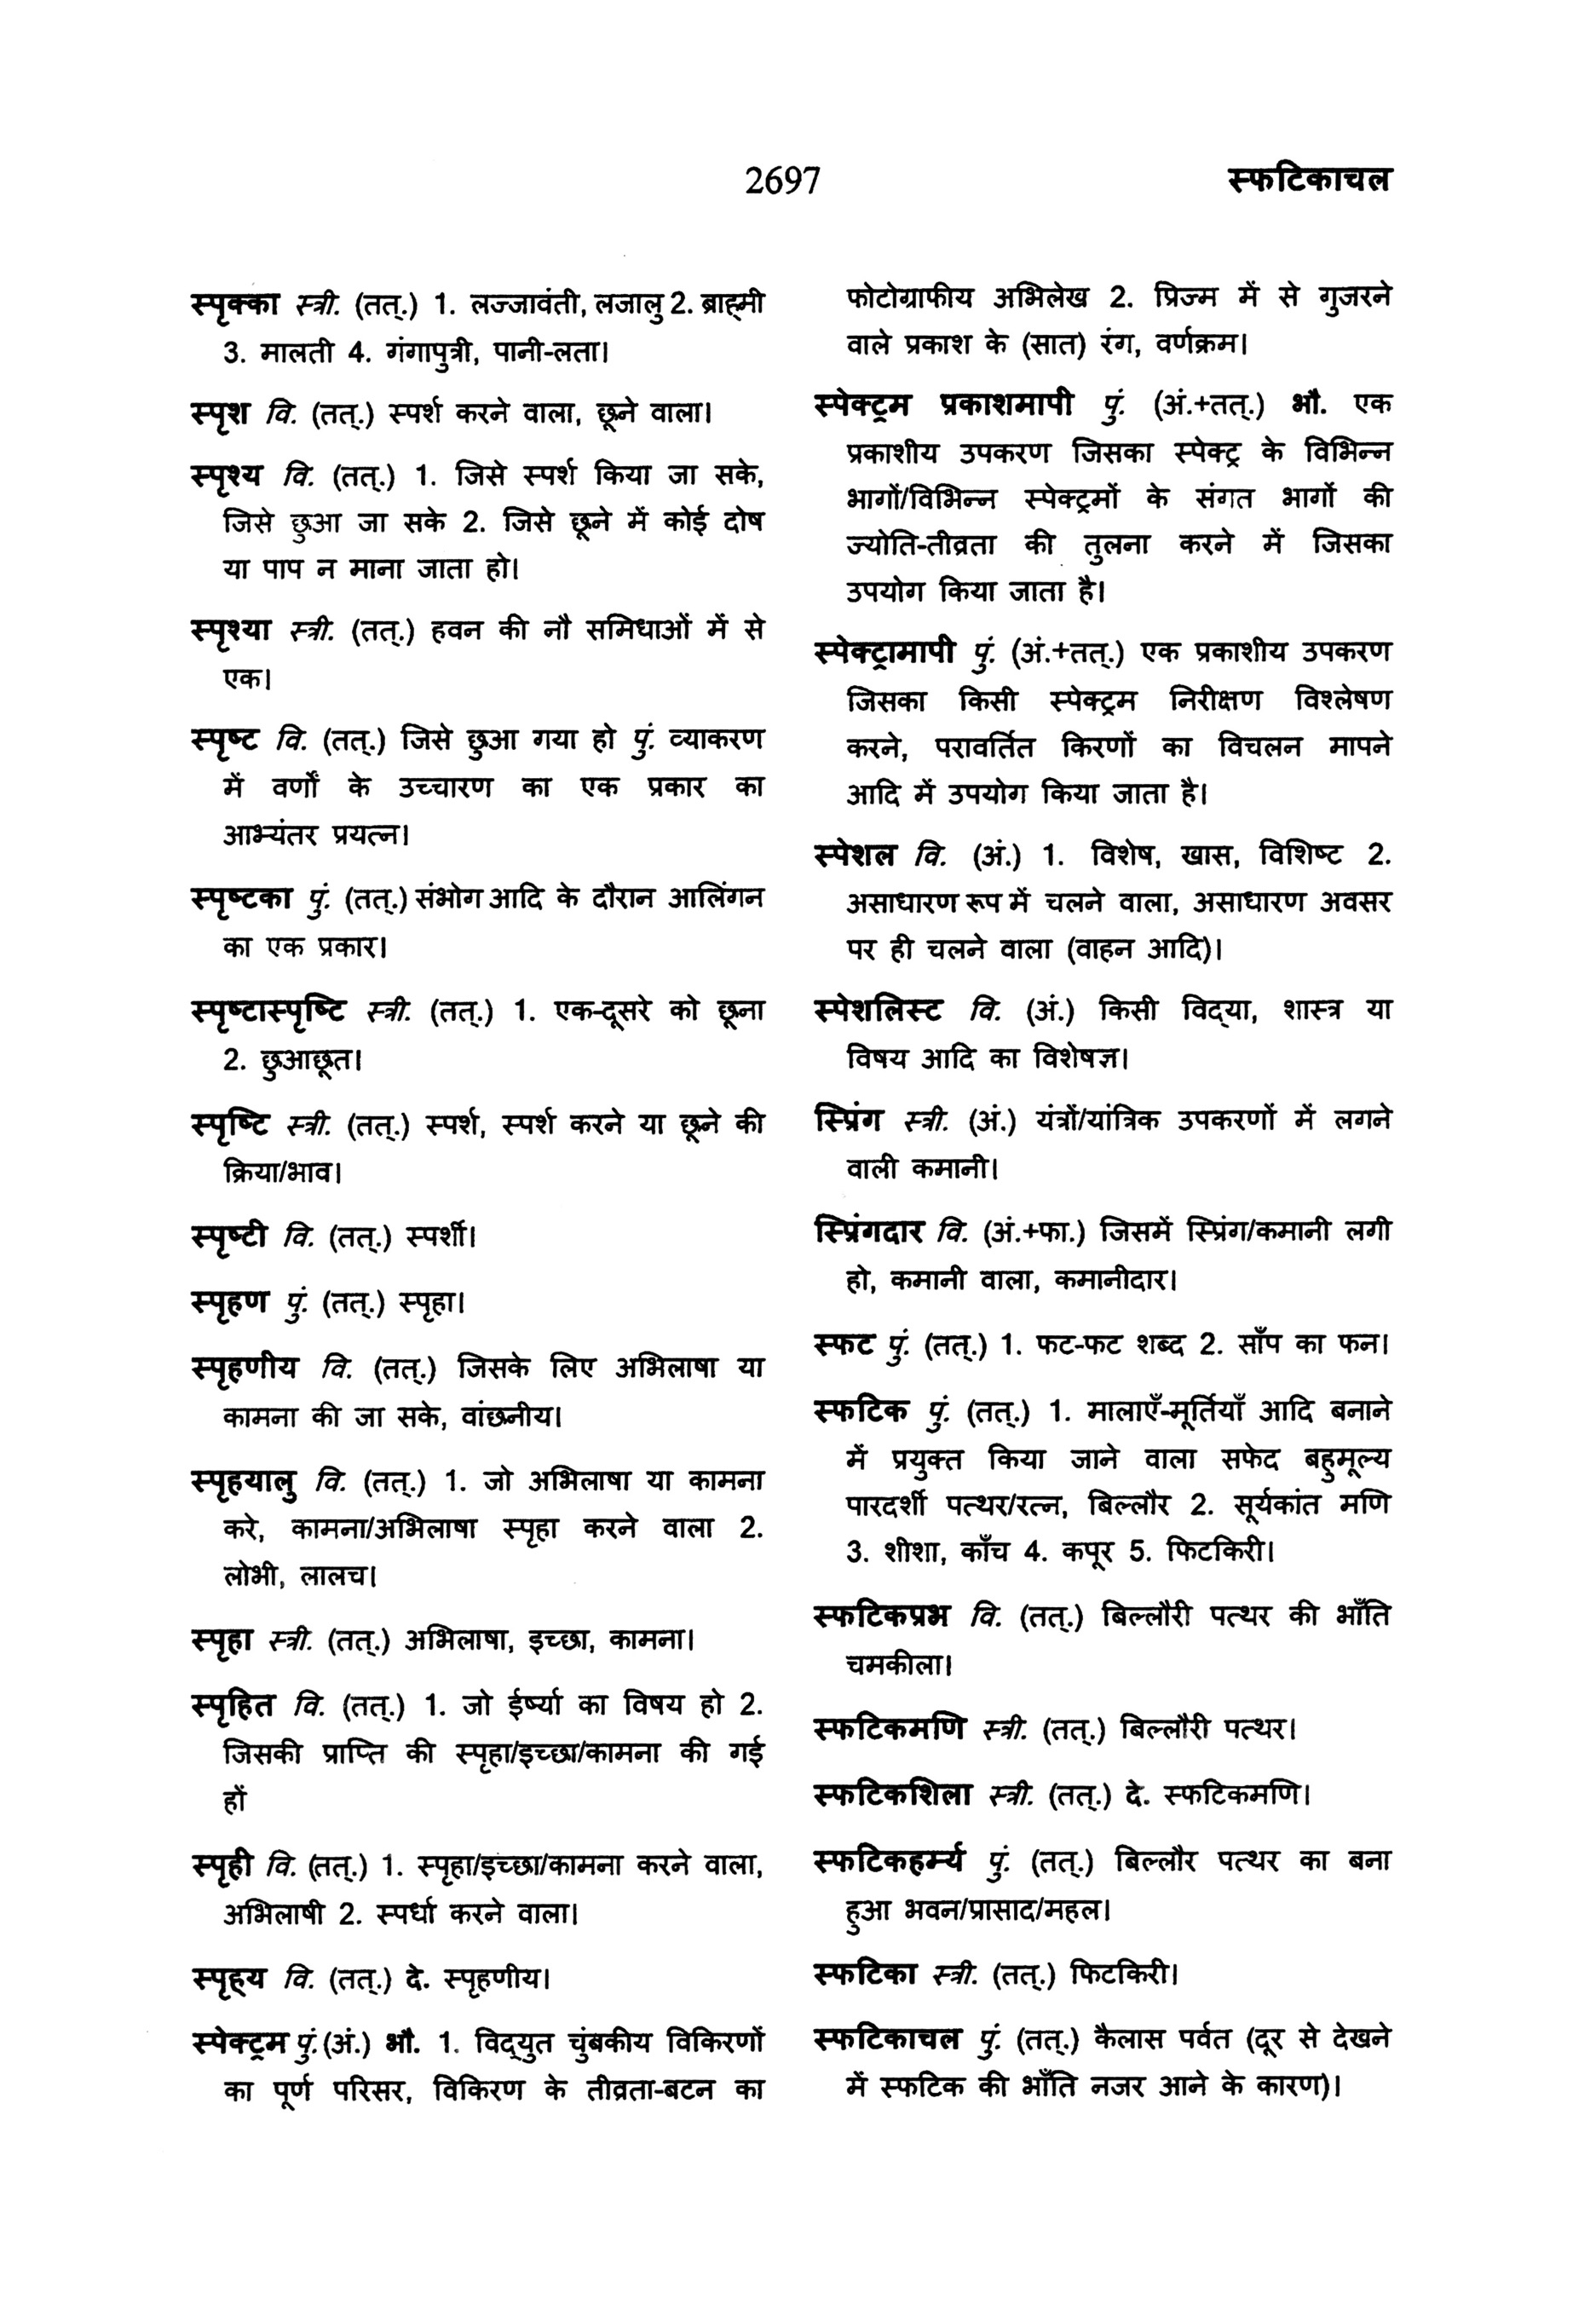 2697
स्फटिकाचल
स्पृक्का स्त्री. (तत्.) 1. लज्जावंती, लजालु 2. ब्राह्मी
3. मालती 4. गंगापुत्री, पानी-लता।
स्पृश वि. (तत्.) स्पर्श करने वाला, छूने वाला।
स्पृश्य वि. (तत्.) 1. जिसे स्पर्श किया जा सके,
जिसे छुआ जा सके 2. जिसे छूने में कोई दोष
या पाप न माना जाता हो।
स्पृश्या स्त्री. (तत्.) हवन की नौ समिधाओं में से
एक।
स्पृष्ट वि. (तत्.) जिसे छुआ गया हो पुं. व्याकरण
में वर्णों के उच्चारण का एक प्रकार का
आभ्यंतर प्रयत्न।
स्पृष्टका पुं. (तत्.) संभोग आदि के दौरान आलिंगन
का एक प्रकार।
स्पृष्टास्पृष्टि स्त्री. (तत्.) 1. एक-दूसरे को छूना
2. छुआछूत।
स्पृष्टि स्त्री. (तत्.) स्पर्श, स्पर्श करने या छूने की
क्रिया/भाव।
स्पृष्टी वि. (तत्.) स्पर्शी।
स्पृहण पुं. (तत्.) स्पृहा।
स्पृहणीय वि. (तत्.) जिसके लिए अभिलाषा या
कामना की जा सके, वांछनीय।
स्पृहयालु वि. (तत्.) 1. जो अभिलाषा या कामना
करे, कामना/अभिलाषा स्पृहा करने वाला 2.
लोभी, लालच।
स्पृहा स्त्री. (तत्.) अभिलाषा, इच्छा, कामना।
स्पृहित वि. (तत्.) 1. जो ईर्ष्या का विषय हो 2.
जिसकी प्राप्ति की स्पृहा/इच्छा/कामना की गई
हों
स्पृही वि. (तत्.) 1. स्पृहा/इच्छा/कामना करने वाला,
अभिलाषी 2. स्पर्धा करने वाला।
स्पृह्य वि. (तत्.) दे. स्पृहणीय।
स्पेक्ट्रम पुं. (अं.) भौ. 1. विद्युत चुंबकीय विकिरणों
का पूर्ण परिसर, विकिरण के तीव्रता-बटन का
फोटोग्राफीय अभिलेख 2. प्रिज्म में से गुजरने
वाले प्रकाश के (सात) रंग, वर्णक्रम।
स्पेक्ट्रम प्रकाशमापी पुं. (अं.+तत्.) भौ. एक
प्रकाशीय उपकरण जिसका स्पेक्ट्र के विभिन्न
भागों/विभिन्न स्पेक्ट्रमों के संगत भागों की
ज्योति-तीव्रता की तुलना करने में जिसका
उपयोग किया जाता है।
स्पेक्ट्रामापी पुं. (अं.+तत्.) एक प्रकाशीय उपकरण
जिसका किसी स्पेक्ट्रम निरीक्षण विश्लेषण
करने, परावर्तित किरणों का विचलन मापने
आदि में उपयोग किया जाता है।
स्पेशल वि. (अं.) 1. विशेष, खास, विशिष्ट 2.
असाधारण रूप में चलने वाला, असाधारण अवसर
पर ही चलने वाला (वाहन आदि)।
स्पेशलिस्ट वि. (अं.) किसी विद्या, शास्त्र या
विषय आदि का विशेषज्ञ।
स्प्रिंग स्त्री. (अं.) यंत्रों/यांत्रिक उपकरणों में लगने
वाली कमानी।
स्प्रिंगदार वि. (अं.+फा.) जिसमें स्प्रिंग/कमानी लगी
हो, कमानी वाला, कमानीदार।
स्फट पुं. (तत्.) 1. फट-फट शब्द 2. साँप का फन।
स्फटिक पुं. (तत्.) 1. मालाएँ-मूर्तियाँ आदि बनाने
में प्रयुक्त किया जाने वाला सफेद बहुमूल्य
पारदर्शी पत्थर/रत्न, बिल्लौर 2. सूर्यकांत मणि
3. शीशा, काँच 4. कपूर 5. फिटकिरी।
स्फटिकप्रभ वि. (तत्.) बिल्लौरी पत्थर की भाँति
चमकीला।
स्फटिकमणि स्त्री. (तत्.) बिल्लौरी पत्थर।
स्फटिकशिला स्त्री. (तत्.) दे. स्फटिकमणि।
स्फटिकहर्म्य पुं. (तत्.) बिल्लौर पत्थर का बना
हुआ भवन/प्रासाद/महल।
स्फटिका स्त्री. (तत्.) फिटकिरी।
स्फटिकाचल पुं. (तत्.) कैलास पर्वत (दूर से देखने
में स्फटिक की भाँति नजर आने के कारण)।